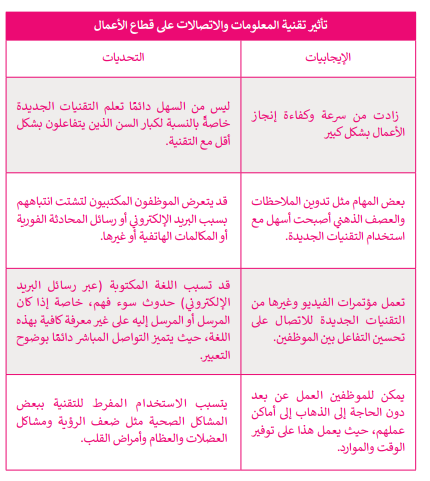 تأثير تقنية المعلومات والاتصالات على قطاع الأعمال
الإيجابيات
التحديات
زادت من سرعة وكفاءة إنجاز
الأعمال بشكل كبير
ليس من السهل دائمًا تعلم التقنيات الجديدة
خاصةً بالنسبة لكبار السن الذين يتفاعلون بشكل
أقل مع التقنية.
بعض المهام مثل تدوين الملاحظات
والعصف الذهني أصبحت أسهل مع
استخدام التقنيات الجديدة.
قد يتعرض الموظفون المكتبيون لتشتت انتباههم
بسبب البريد الإلكتروني أو رسائل المحادثة الفورية
أو المكالمات الهاتفية أو غيرها.
تعمل مؤتمرات الفيديو وغيرها من
التقنيات الجديدة للاتصال على
تحسين التفاعل بين الموظفين.
قد تسبب اللغة المكتوبة (عبر رسائل البريد
الإلكتروني) حدوث سوء فهم، خاصة إذا كان
المرسل أو المرسل إليه على غير معرفة كافية بهذه
اللغة، حيث يتميز التواصل المباشر دائمًا بوضوح
التعبير.
يمكن للموظفين العمل عن بعد
دون الحاجة إلى الذهاب إلى أماكن
عملهم، حيث يعمل هذا على توفير
الوقت والموارد.
يتسبب الاستخدام المفرط للتقنية ببعض
المشاكل الصحية مثل ضعف الرؤية ومشاكل
العضلات والعظام وأمراض القلب.